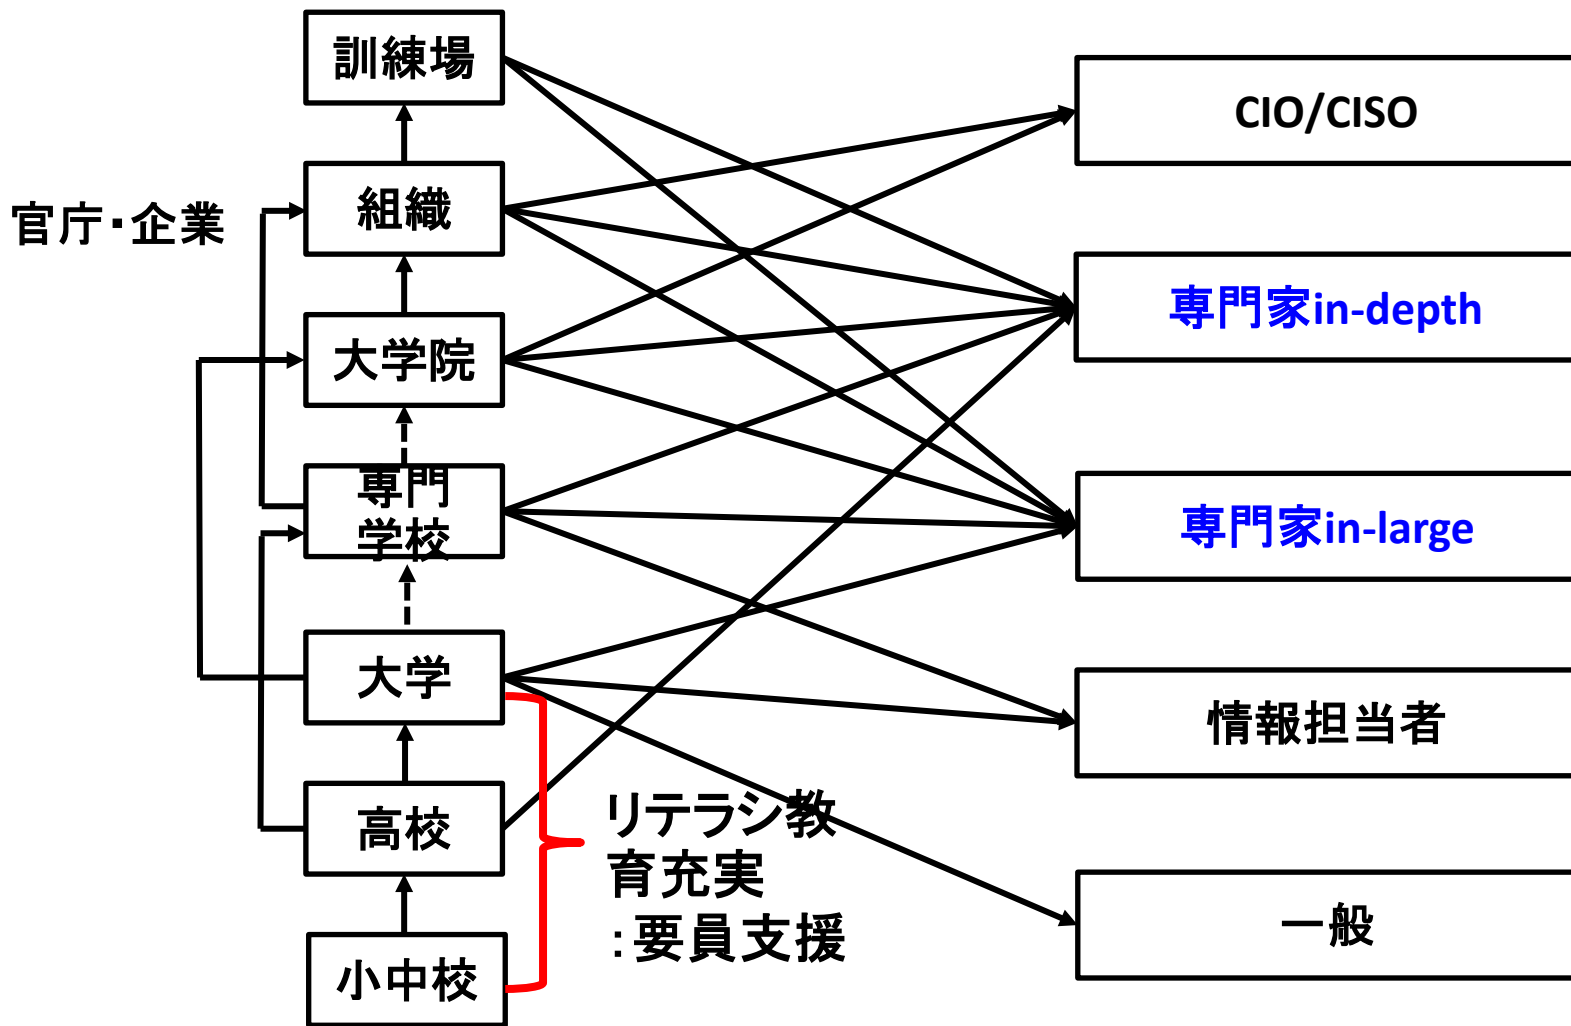 訓練場
組織
官庁・企業
大学院
専門
学校
大学
高校
小中校
リテラシ教
育充実
:要員支援
CIO/CISO
専門家in-depth
専門家in-large
情報担当者
一般